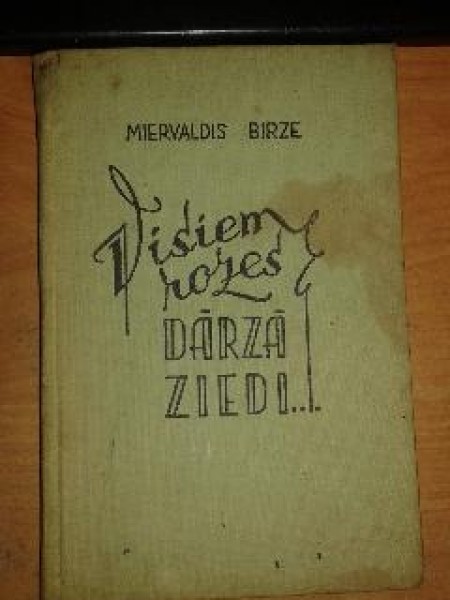 MIERVALDIS BIRZE
Visiem
rozes
DĀRZĀ
ZIEDI...